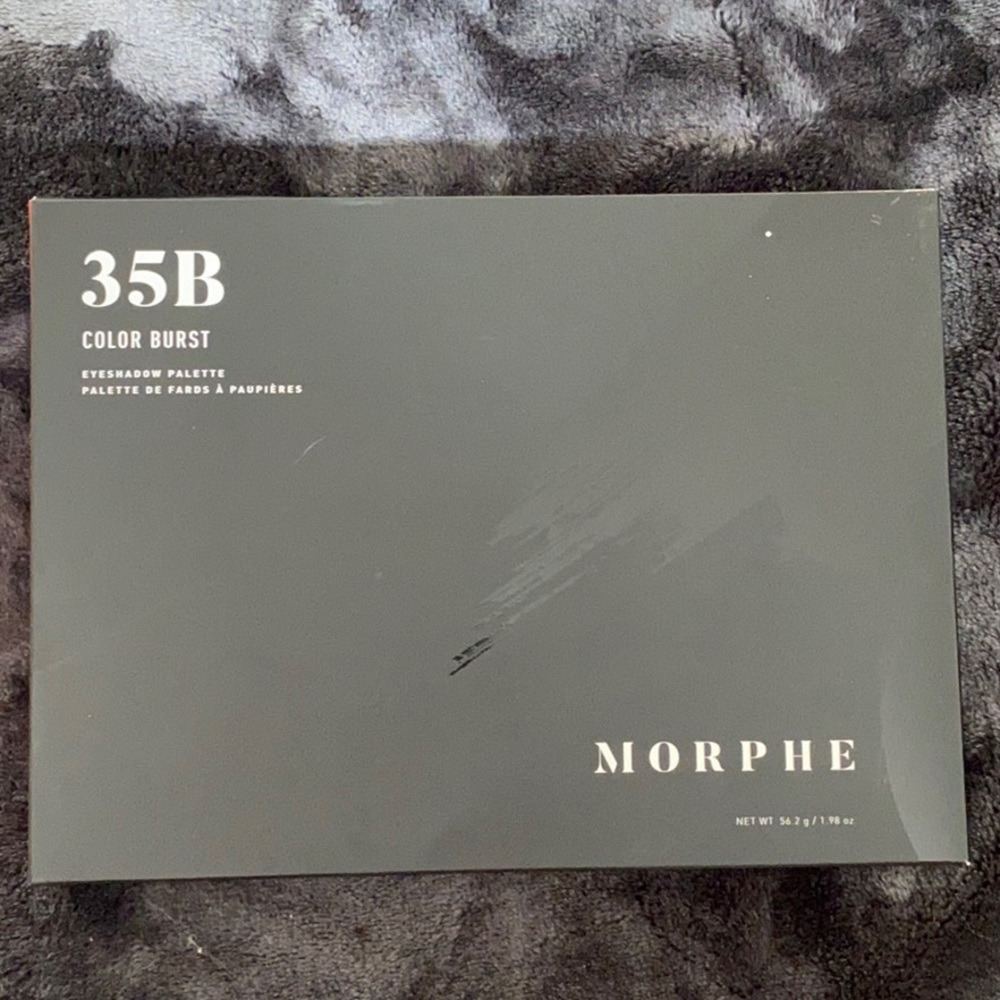 35B
COLOR BURST
EYESHADOW PALETTE
PALETTE DE FARDS À PAUPIÈRES
MORPHE
NET WT 56.2 g / 1.98 oz